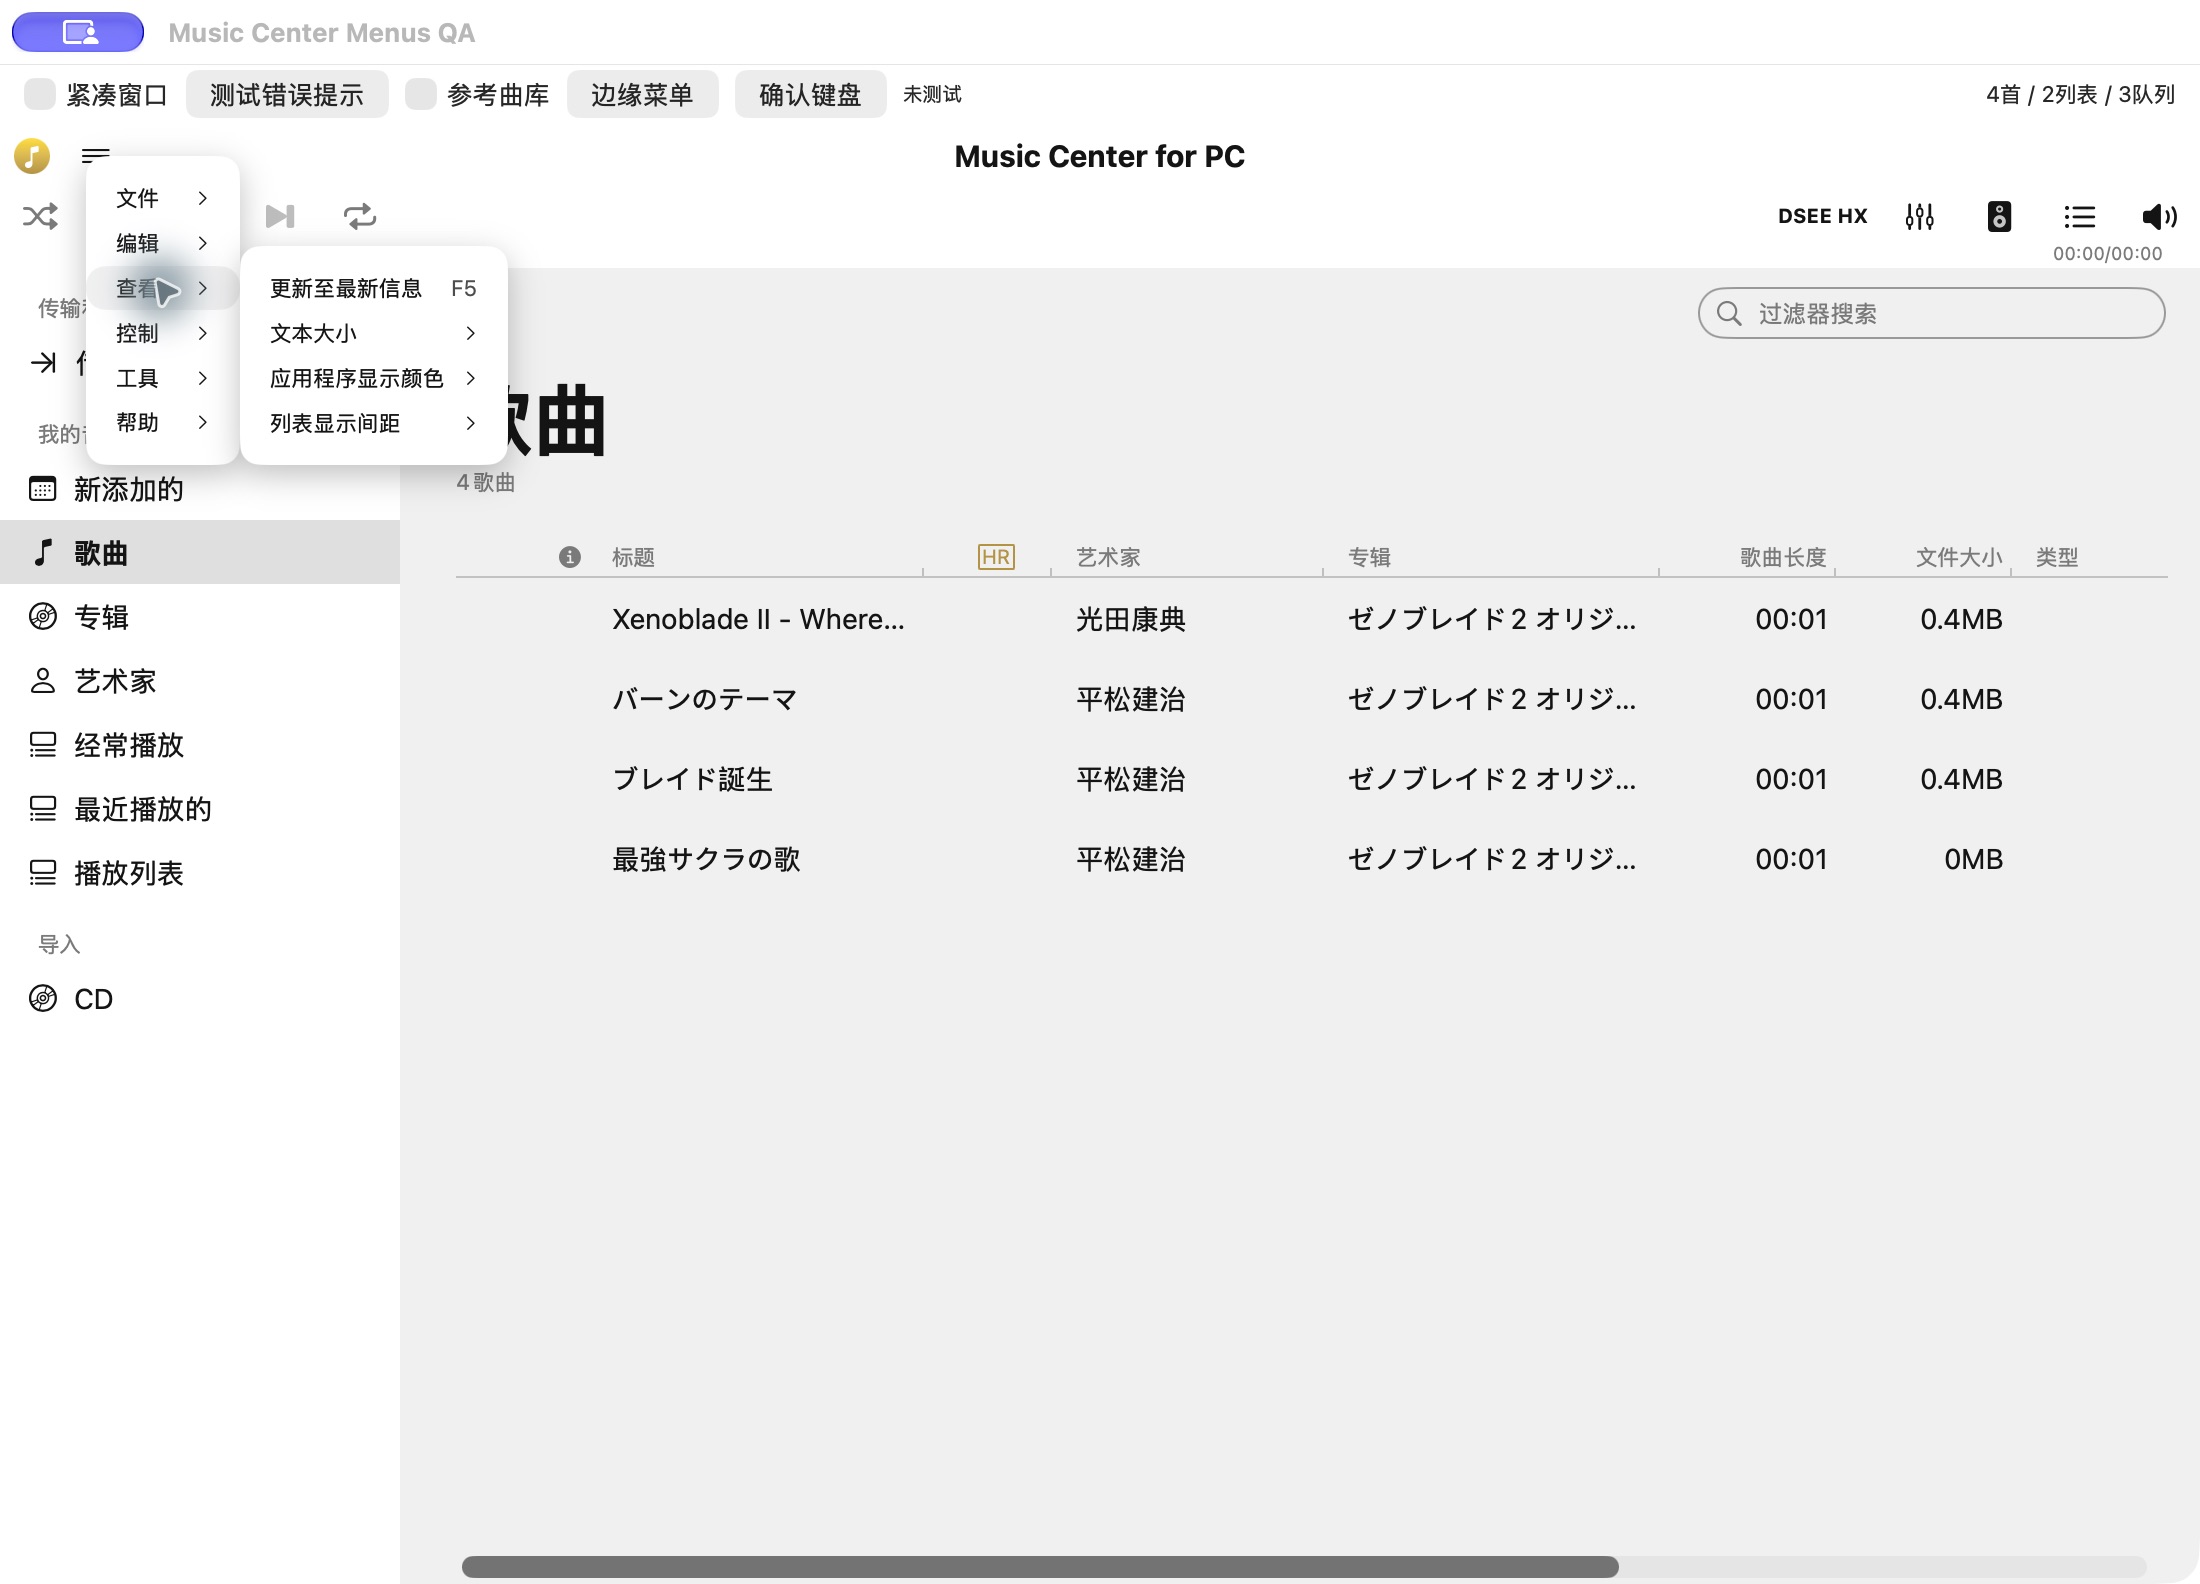 Music Center Menus QA
紧凑窗口 测试错误提示 参考曲库 边缘菜单 确认键盘 未测试 4首 / 2列表 / 3队列
Music Center for PC
文件
编辑
查看
控制
工具
帮助
更新至最新信息 F5
文本大小
应用程序显示颜色
列表显示间距
DSEE HX
00:00/00:00
过滤器搜索
传输
我的
新添加的
歌曲
专辑
艺术家
经常播放
最近播放的
播放列表
导入
CD
歌曲
4歌曲
标题 HR 艺术家 专辑 歌曲长度 文件大小 类型
Xenoblade II - Where... 光田康典 ゼノブレイド2 オリジ... 00:01 0.4MB
バーンのテーマ 平松建治 ゼノブレイド2 オリジ... 00:01 0.4MB
ブレイド誕生 平松建治 ゼノブレイド2 オリジ... 00:01 0.4MB
最強サクラの歌 平松建治 ゼノブレイド2 オリジ... 00:01 0MB